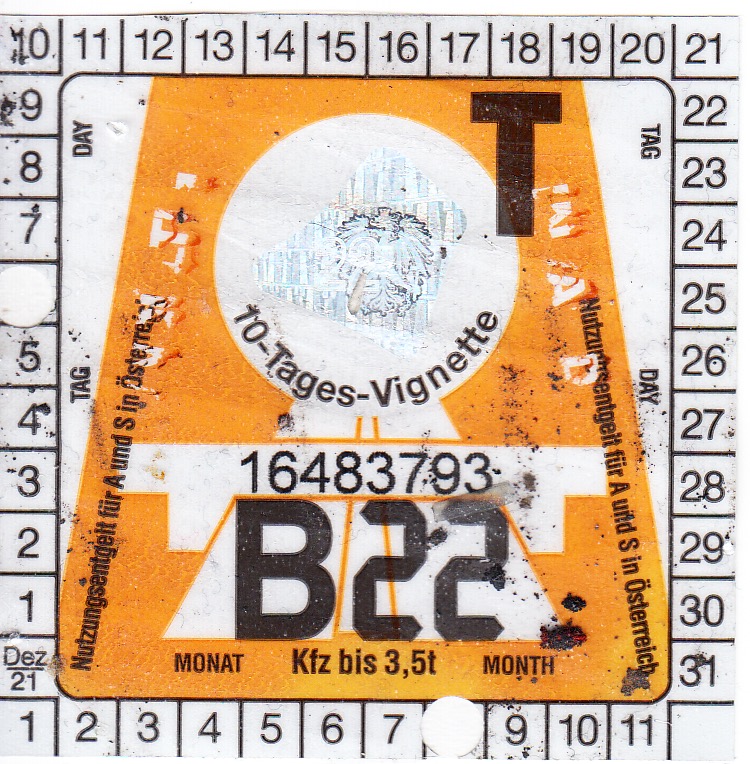 10 11 12 13 14 15 16 17 18 19 20 21
9
8
7
5
4
3
2
1
Dez
21
1 2 3 4 5 6 7 9 10 11
22
23
24
25
26
27
28
29
30
31
DAY
TAG
TAG
DAY
T
10-Tages-Vignette
Nutzungsentgelt für A und S in Österreich
Nutzungsentgelt für A und S in Österreich
16483793
B22
MONAT Kfz bis 3,5t MONTH